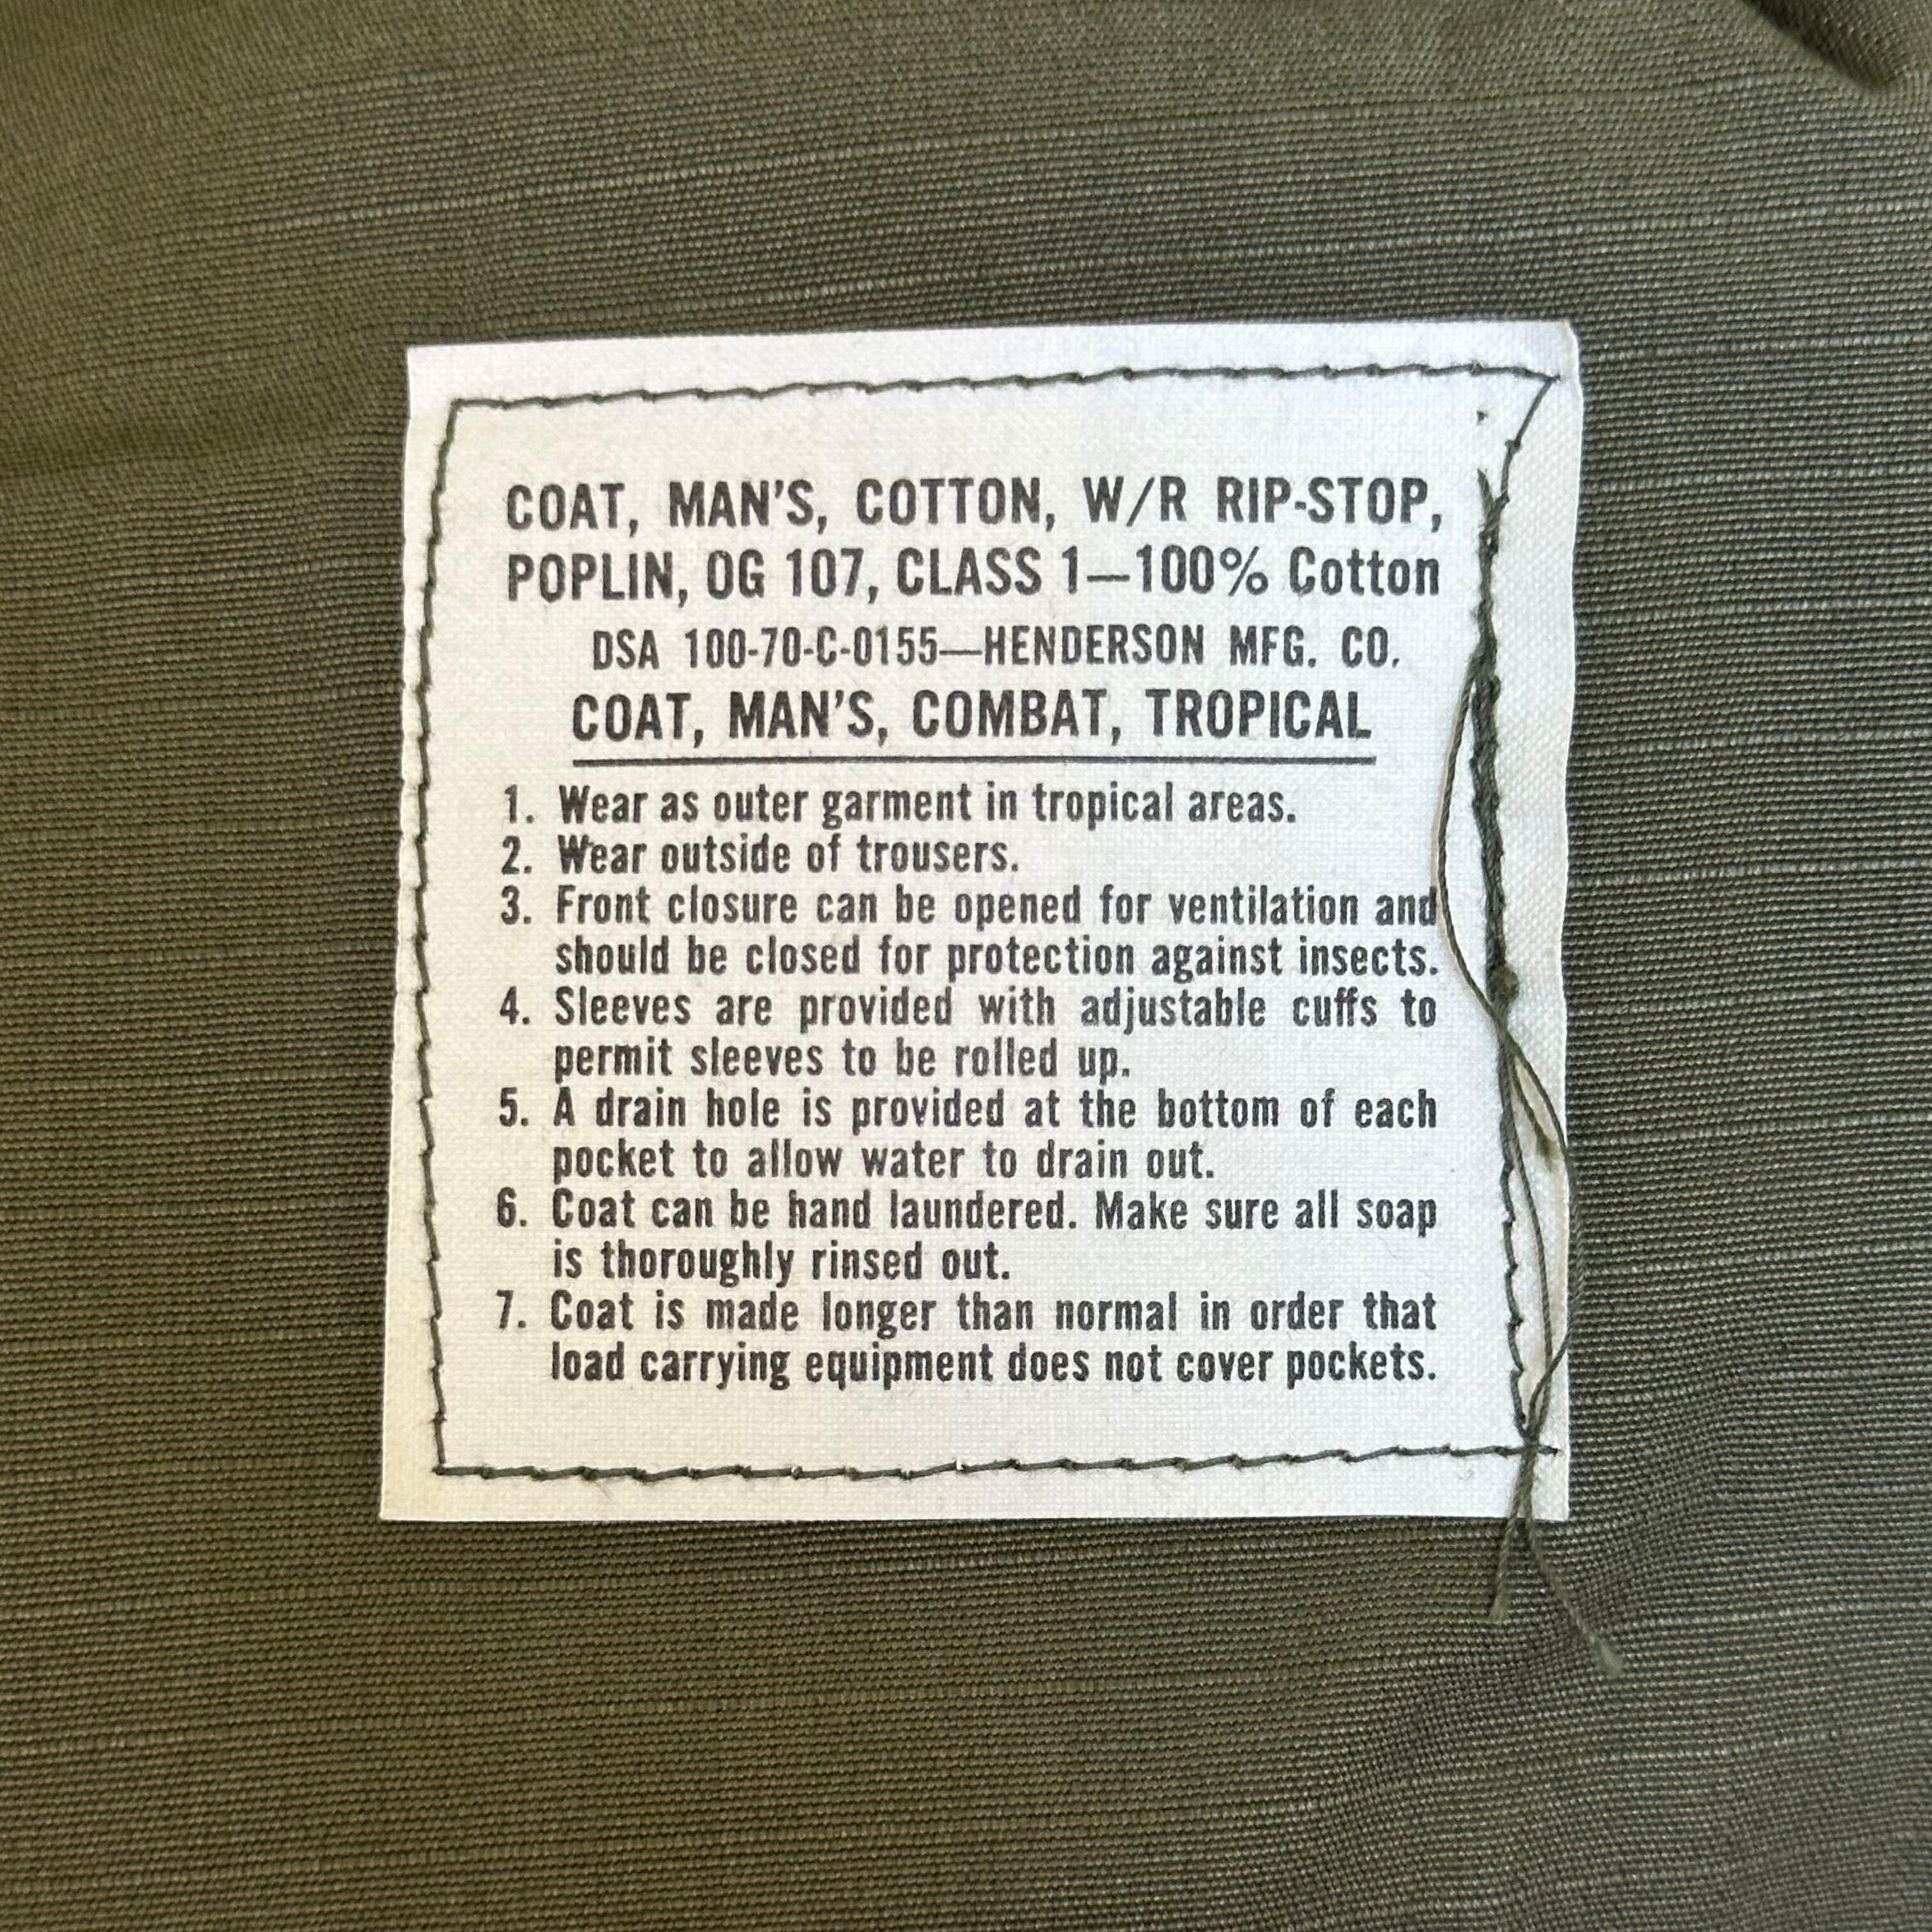 COAT, MAN'S, COTTON, W/R RIP-STOP,
POPLIN, OG 107, CLASS 1—100% Cotton
DSA 100-70-C-0155—HENDERSON MFG. CO.
COAT, MAN'S, COMBAT, TROPICAL
1. Wear as outer garment in tropical areas.
2. Wear outside of trousers.
3. Front closure can be opened for ventilation and
should be closed for protection against insects.
4. Sleeves are provided with adjustable cuffs to
permit sleeves to be rolled up.
5. A drain hole is provided at the bottom of each
pocket to allow water to drain out.
6. Coat can be hand laundered. Make sure all soap
is thoroughly rinsed out.
7. Coat is made longer than normal in order that
load carrying equipment does not cover pockets.